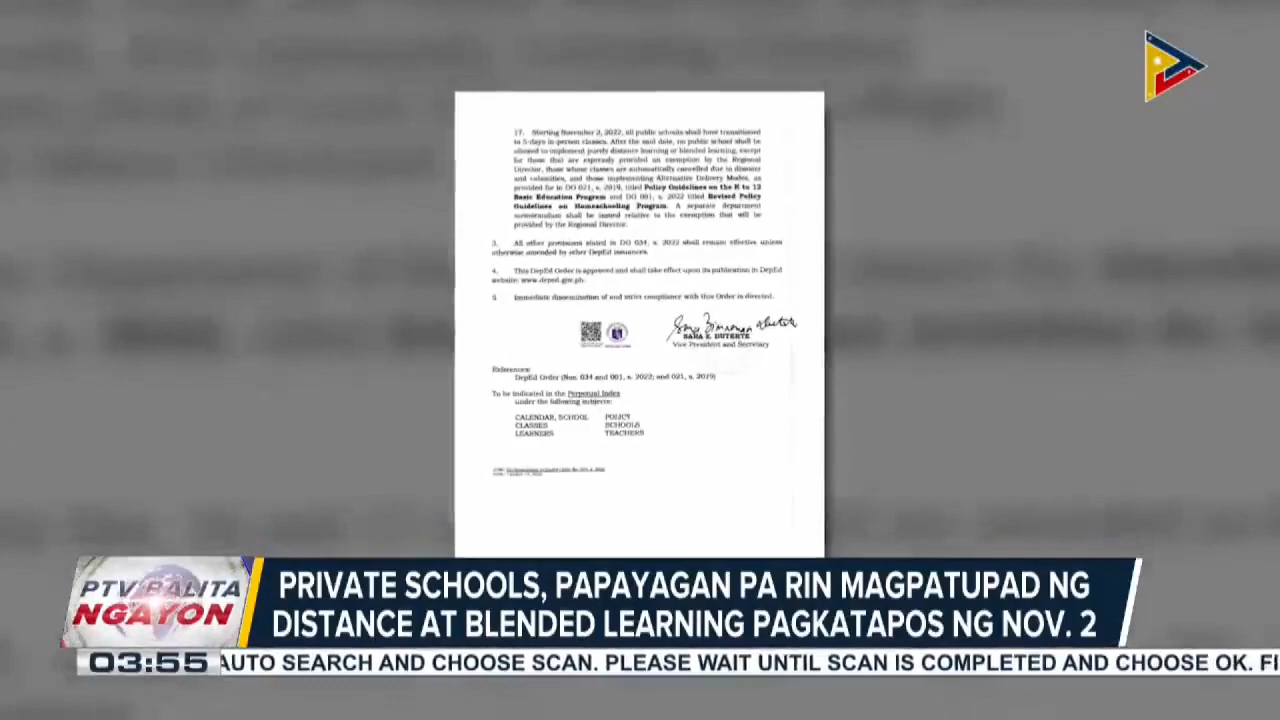 17. Starting November 2, 2022, all public schools shall have transitioned
to 5-days in-person classes. After the said date, no public school shall be
allowed to implement purely distance learning or blended learning, except
for those that are expressly provided an exemption by the Regional
Director, those whose classes are automatically cancelled due to disasters
and calamities, and those implementing Alternative Delivery Modes, as
provided for in DO 021, s. 2019, titled Policy Guidelines on the K to 12
Basic Education Program and DO 001, s. 2022 titled Revised Policy
Guidelines on Homeschooling Program. A separate department
memorandum shall be issued relative to the exemption that will be
provided by the Regional Director.
3. All other provisions stated in DO 034, s. 2022 shall remain effective unless
otherwise amended by other DepEd issuances.
4. This DepEd Order is approved and shall take effect upon its publication in DepEd
website: www.deped.gov.ph.
5. Immediate dissemination of and strict compliance with this Order is directed.
SARA Z. DUTERTE
Vice President and Secretary
References:
DepEd Order (Nos. 034 and 001, s. 2022; and 021, s. 2019)
To be indicated in the Perpetual Index
under the following subjects:
CALENDAR, SCHOOL POLICY
CLASSES SCHOOLS
LEARNERS TEACHERS
PTV BALITA
NGAYON
PRIVATE SCHOOLS, PAPAYAGAN PA RIN MAGPATUPAD NG
DISTANCE AT BLENDED LEARNING PAGKATAPOS NG NOV. 2
03:55 AUTO SEARCH AND CHOOSE SCAN. PLEASE WAIT UNTIL SCAN IS COMPLETED AND CHOOSE OK. FI